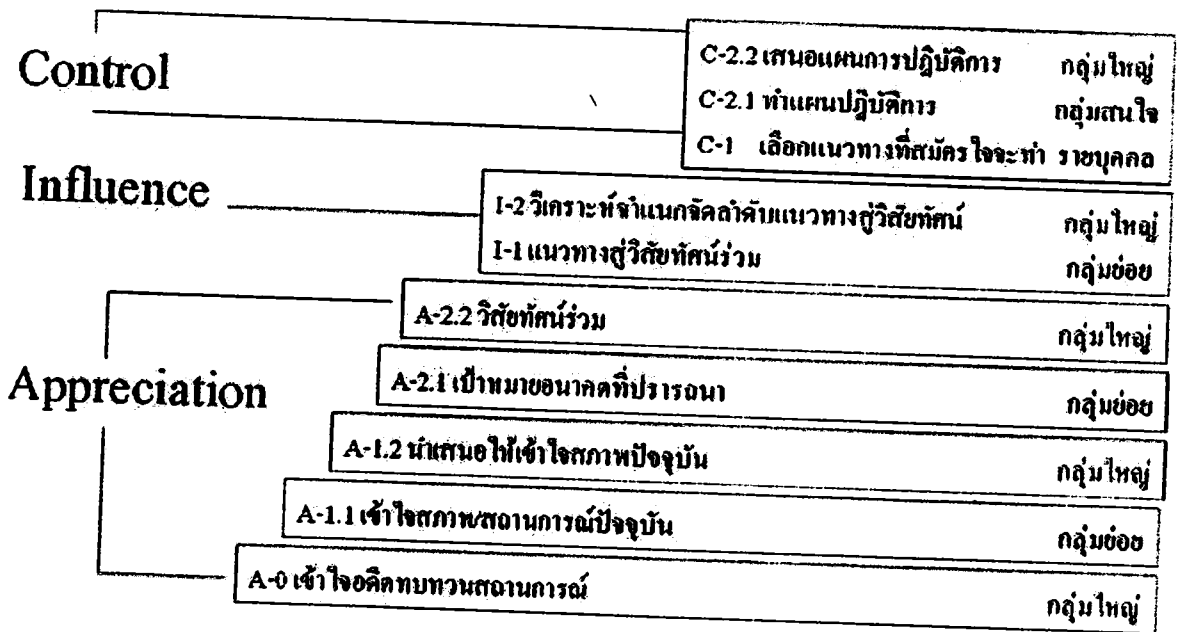 Control
C-2.2 เสนอแผนการปฏิบัติการ กลุ่มใหญ่
C-2.1 ทำแผนปฏิบัติการ กลุ่มสนใจ
C-1 เลือกแนวทางที่สมัครใจจะทำ รายบุคคล
Influence
I-2 วิเคราะห์จำแนกจัดลำดับแนวทางสู่วิสัยทัศน์ กลุ่มใหญ่
I-1 แนวทางสู่วิสัยทัศน์ร่วม กลุ่มย่อย
Appreciation
A-2.2 วิสัยทัศน์ร่วม กลุ่มใหญ่
A-2.1 เป้าหมายอนาคตที่ปรารถนา กลุ่มย่อย
A-1.2 นำเสนอให้เข้าใจสภาพปัจจุบัน กลุ่มใหญ่
A-1.1 เข้าใจสภาพ/สถานการณ์ปัจจุบัน กลุ่มย่อย
A-0 เข้าใจอดีตทบทวนสถานการณ์ กลุ่มใหญ่